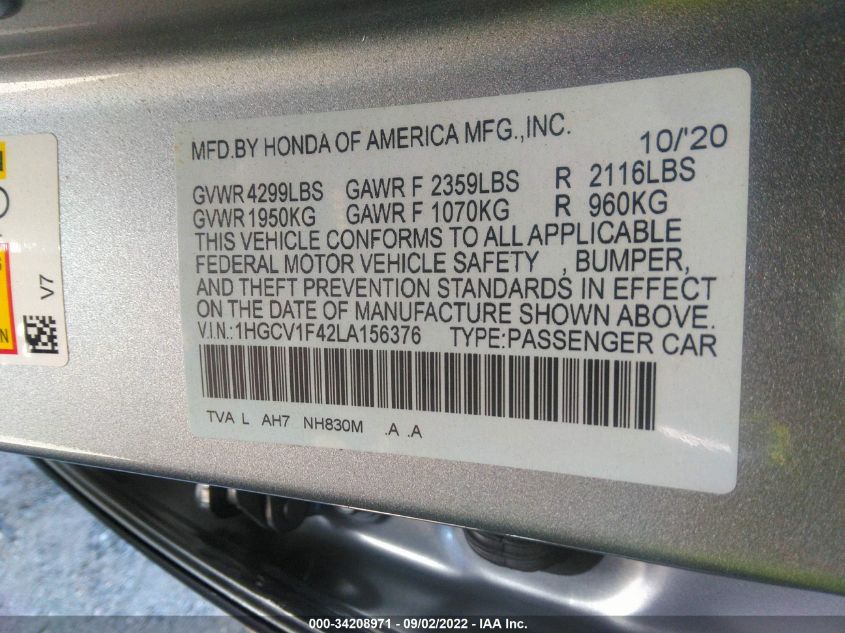 MFD.BY HONDA OF AMERICA MFG.,INC. 10/'20
GVWR 4299LBS GAWR F 2359LBS R 2116LBS
GVWR 1950KG GAWR F 1070KG R 960KG
THIS VEHICLE CONFORMS TO ALL APPLICABLE
FEDERAL MOTOR VEHICLE SAFETY , BUMPER,
AND THEFT PREVENTION STANDARDS IN EFFECT
ON THE DATE OF MANUFACTURE SHOWN ABOVE.
V.I.N.:1HGCV1F42LA156376 TYPE:PASSENGER CAR
TVA L AH7 NH830M .A .A
V7
000-34208971 - 09/02/2022 - IAA Inc.